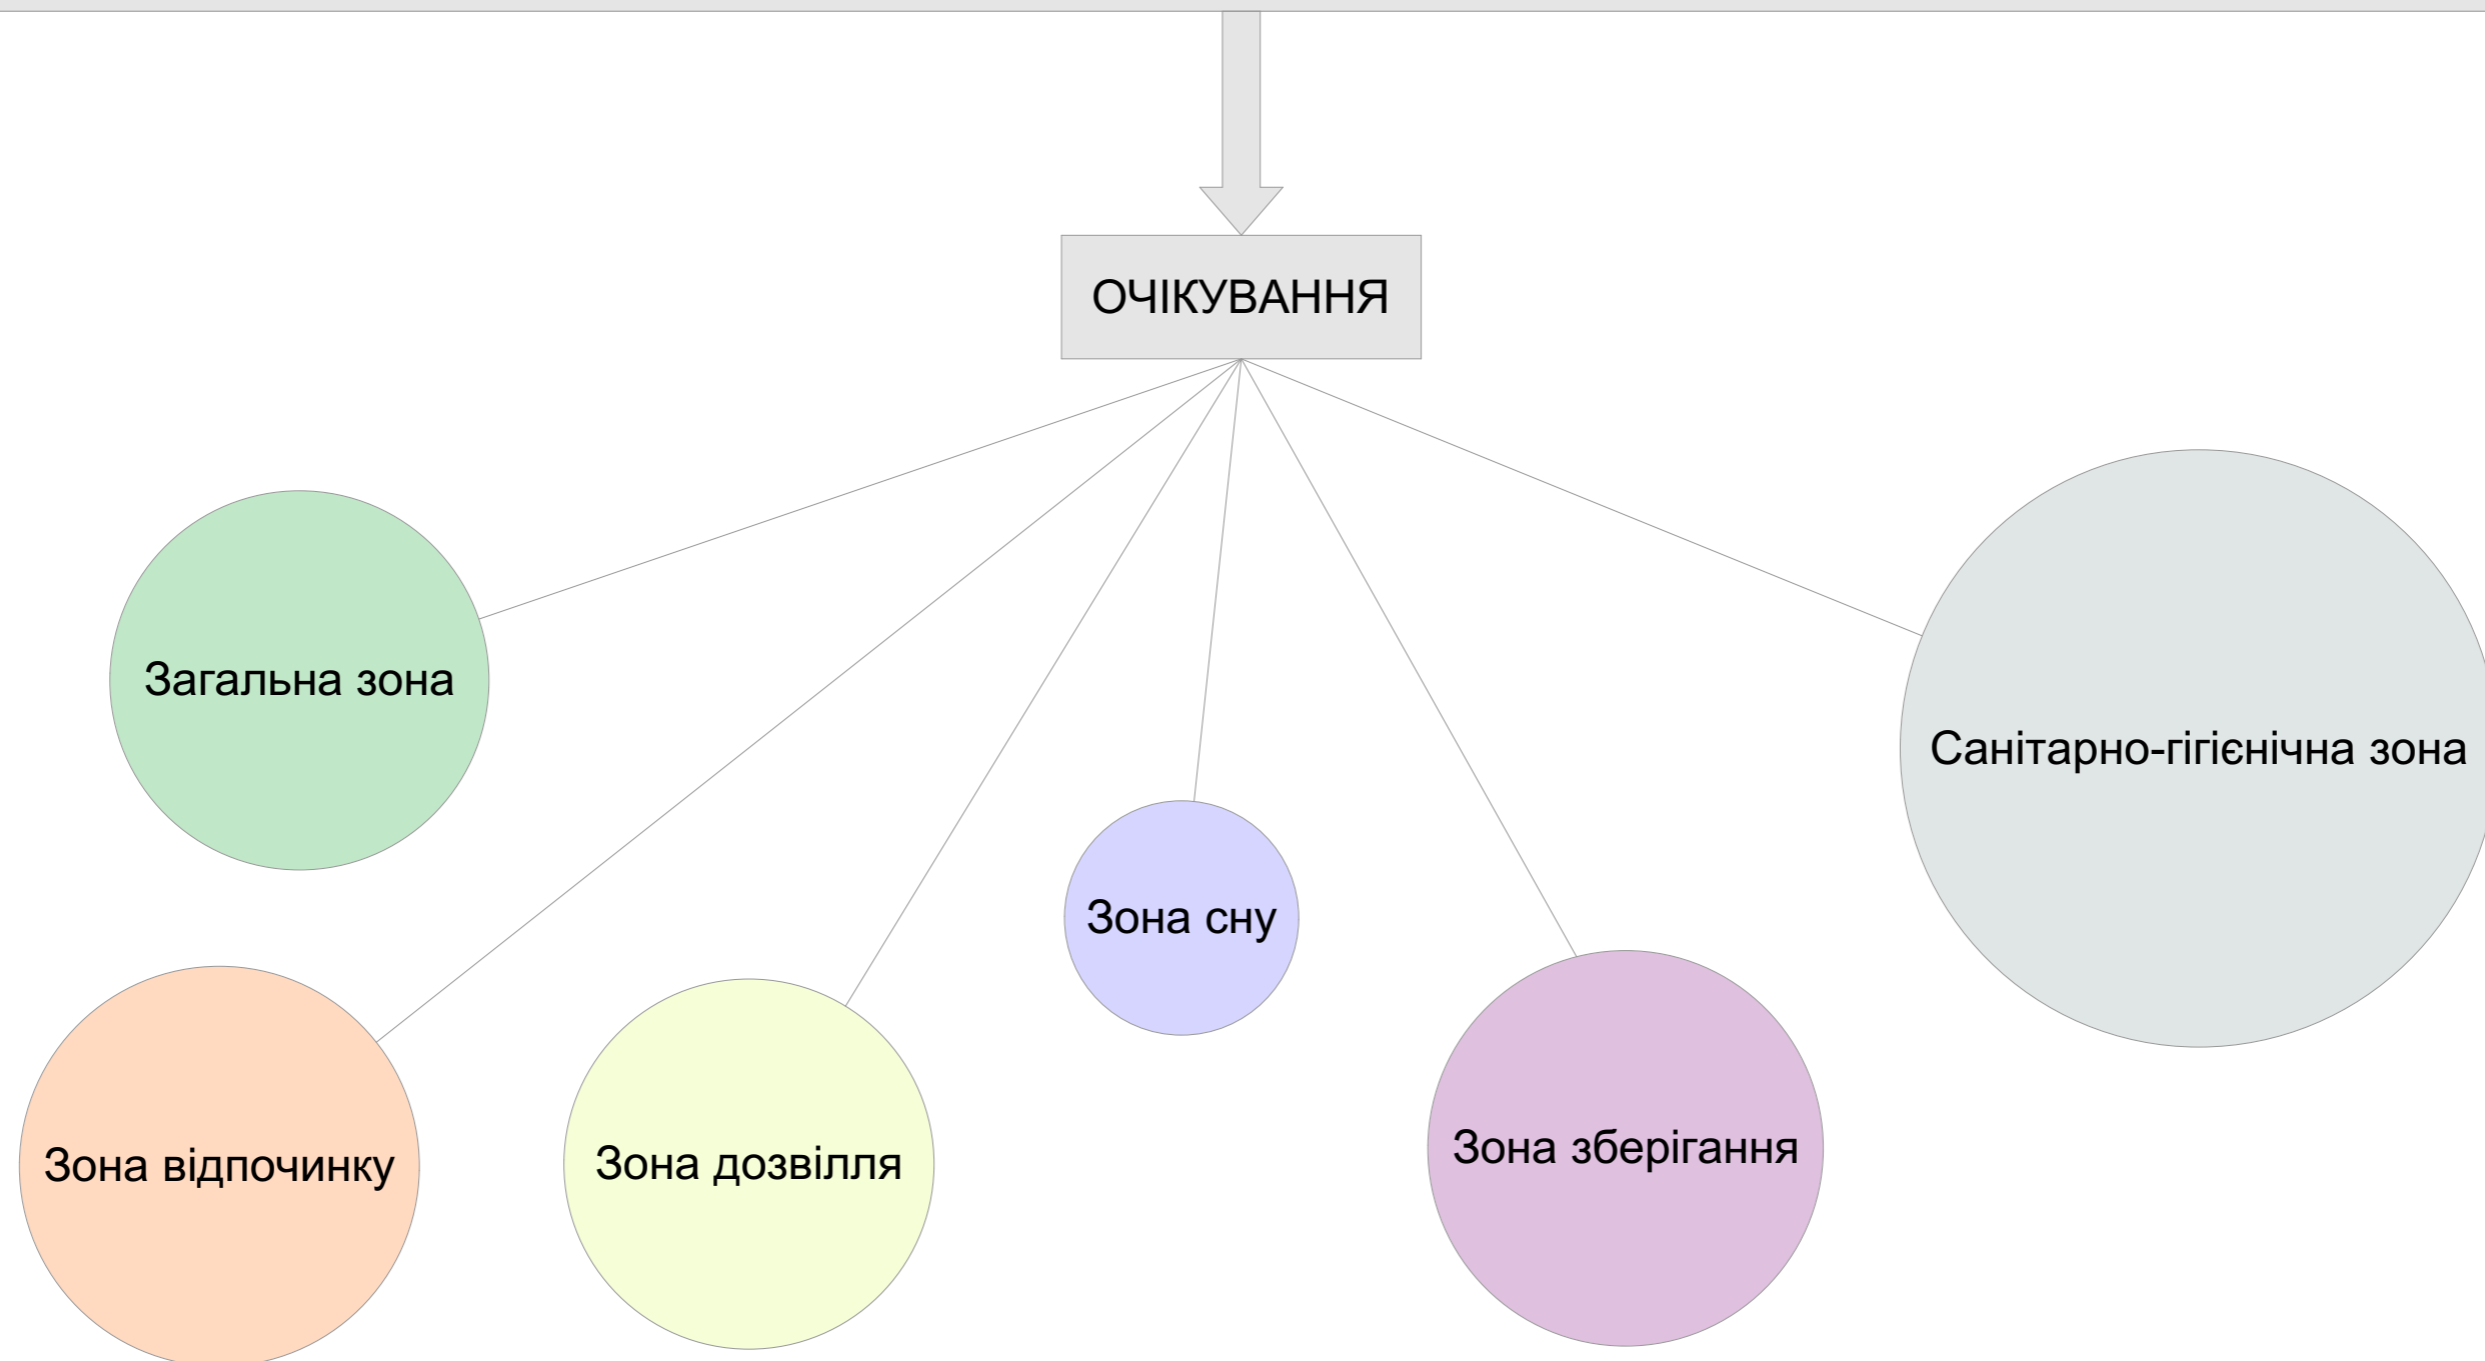 ОЧІКУВАННЯ
Загальна зона
Санітарно-гігієнічна зона
Зона сну
Зона відпочинку
Зона дозвілля
Зона зберігання